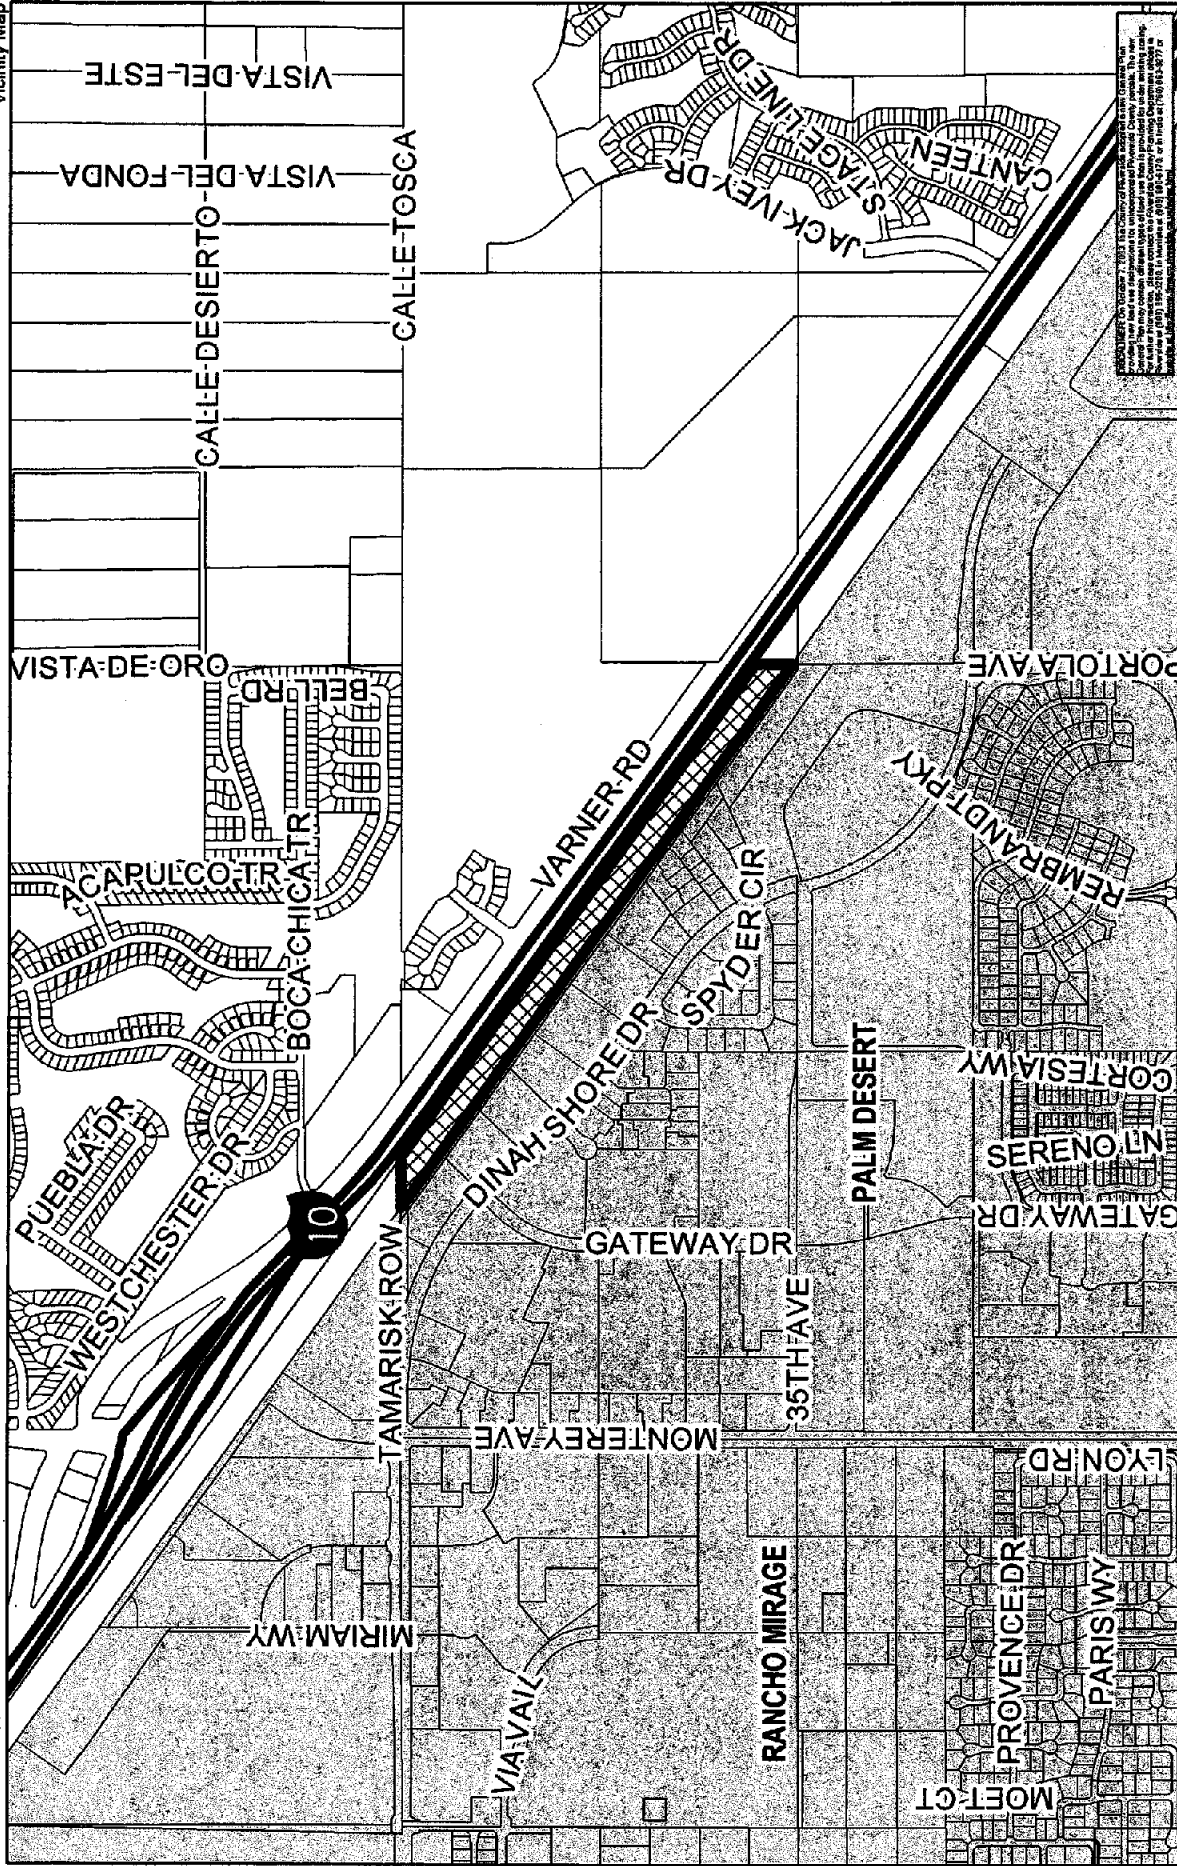 Vicinity Map
VISTA DEL ESTE
VISTA DEL FONDA
CALLE DESIERTO
CALLE TOSCA
STAGE LINE DR
JACK IVEY DR
CANTEEN
VISTA DE ORO
BELL RD
ACAPULCO TR
BOCA CHICA TR
PUEBLA DR
WESTCHESTER DR
10
VARNER RD
TAMARISK ROW
DINAH SHORE DR
SPYDER CIR
GATEWAY DR
35TH AVE
PALM DESERT
PORTOLA AVE
REMBRANDT PKY
CORTESIA WY
SERENO LN
GATEWAY DR
MONTEREY AVE
MIRIAM WY
VIA VAIL
RANCHO MIRAGE
LYON RD
PROVENCE DR
PARIS WY
MOET CT